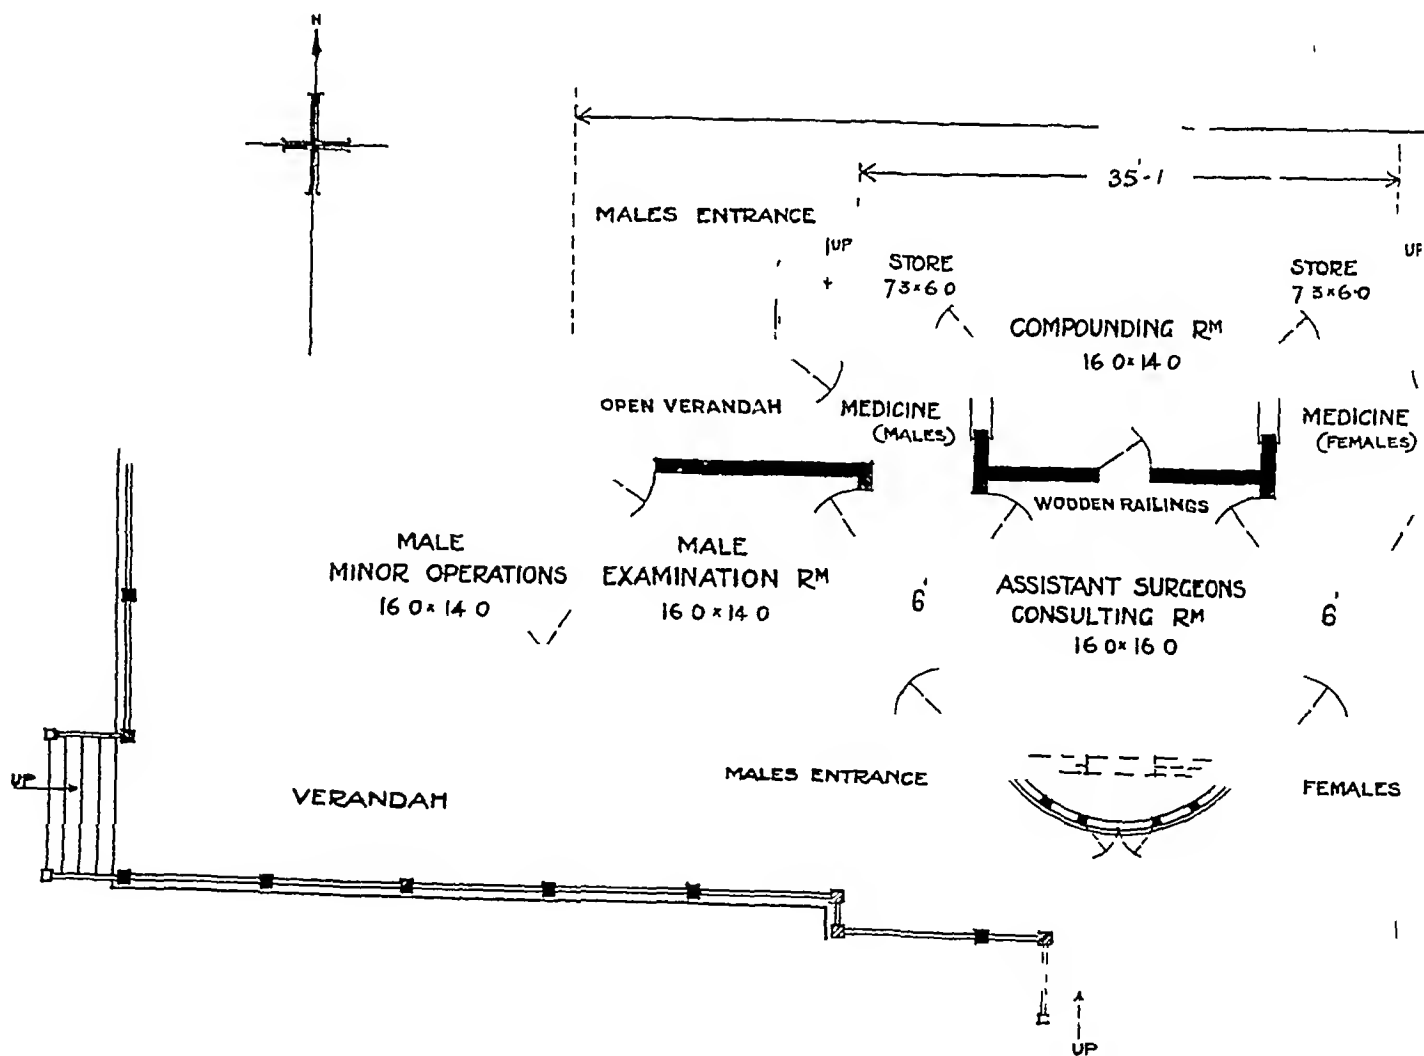 N
35'-1
MALES ENTRANCE
UP
UP
STORE
7 3×6 0
STORE
7 3×6·0
COMPOUNDING RM
16 0×14 0
OPEN VERANDAH
MEDICINE
(MALES)
MEDICINE
(FEMALES)
WOODEN RAILINGS
MALE
MINOR OPERATIONS
16 0×14 0
MALE
EXAMINATION RM
16 0×14 0
6'
ASSISTANT SURGEONS
CONSULTING RM
16 0×16 0
6'
UP
VERANDAH
MALES ENTRANCE
FEMALES
UP